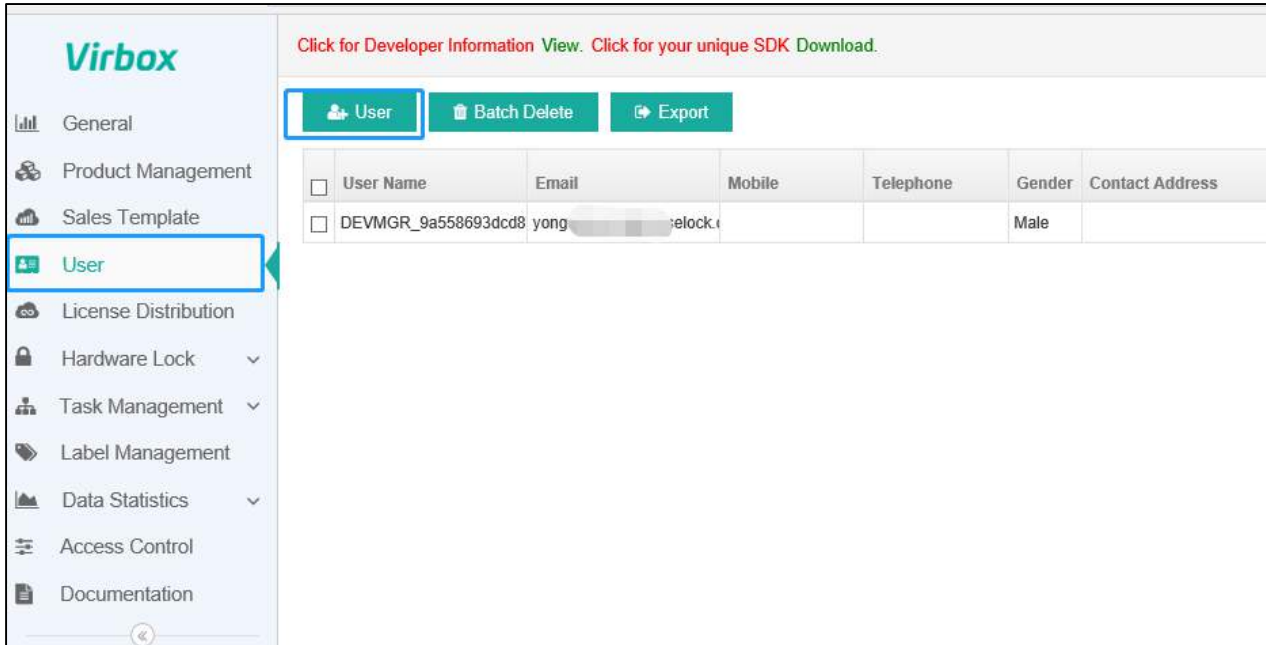 Virbox
Click for Developer Information View. Click for your unique SDK Download.
General
Product Management
Sales Template
User
License Distribution
Hardware Lock
Task Management
Label Management
Data Statistics
Access Control
Documentation
User Batch Delete Export
User Name Email Mobile Telephone Gender Contact Address
DEVMGR_9a558693dcd8 yong elock. Male